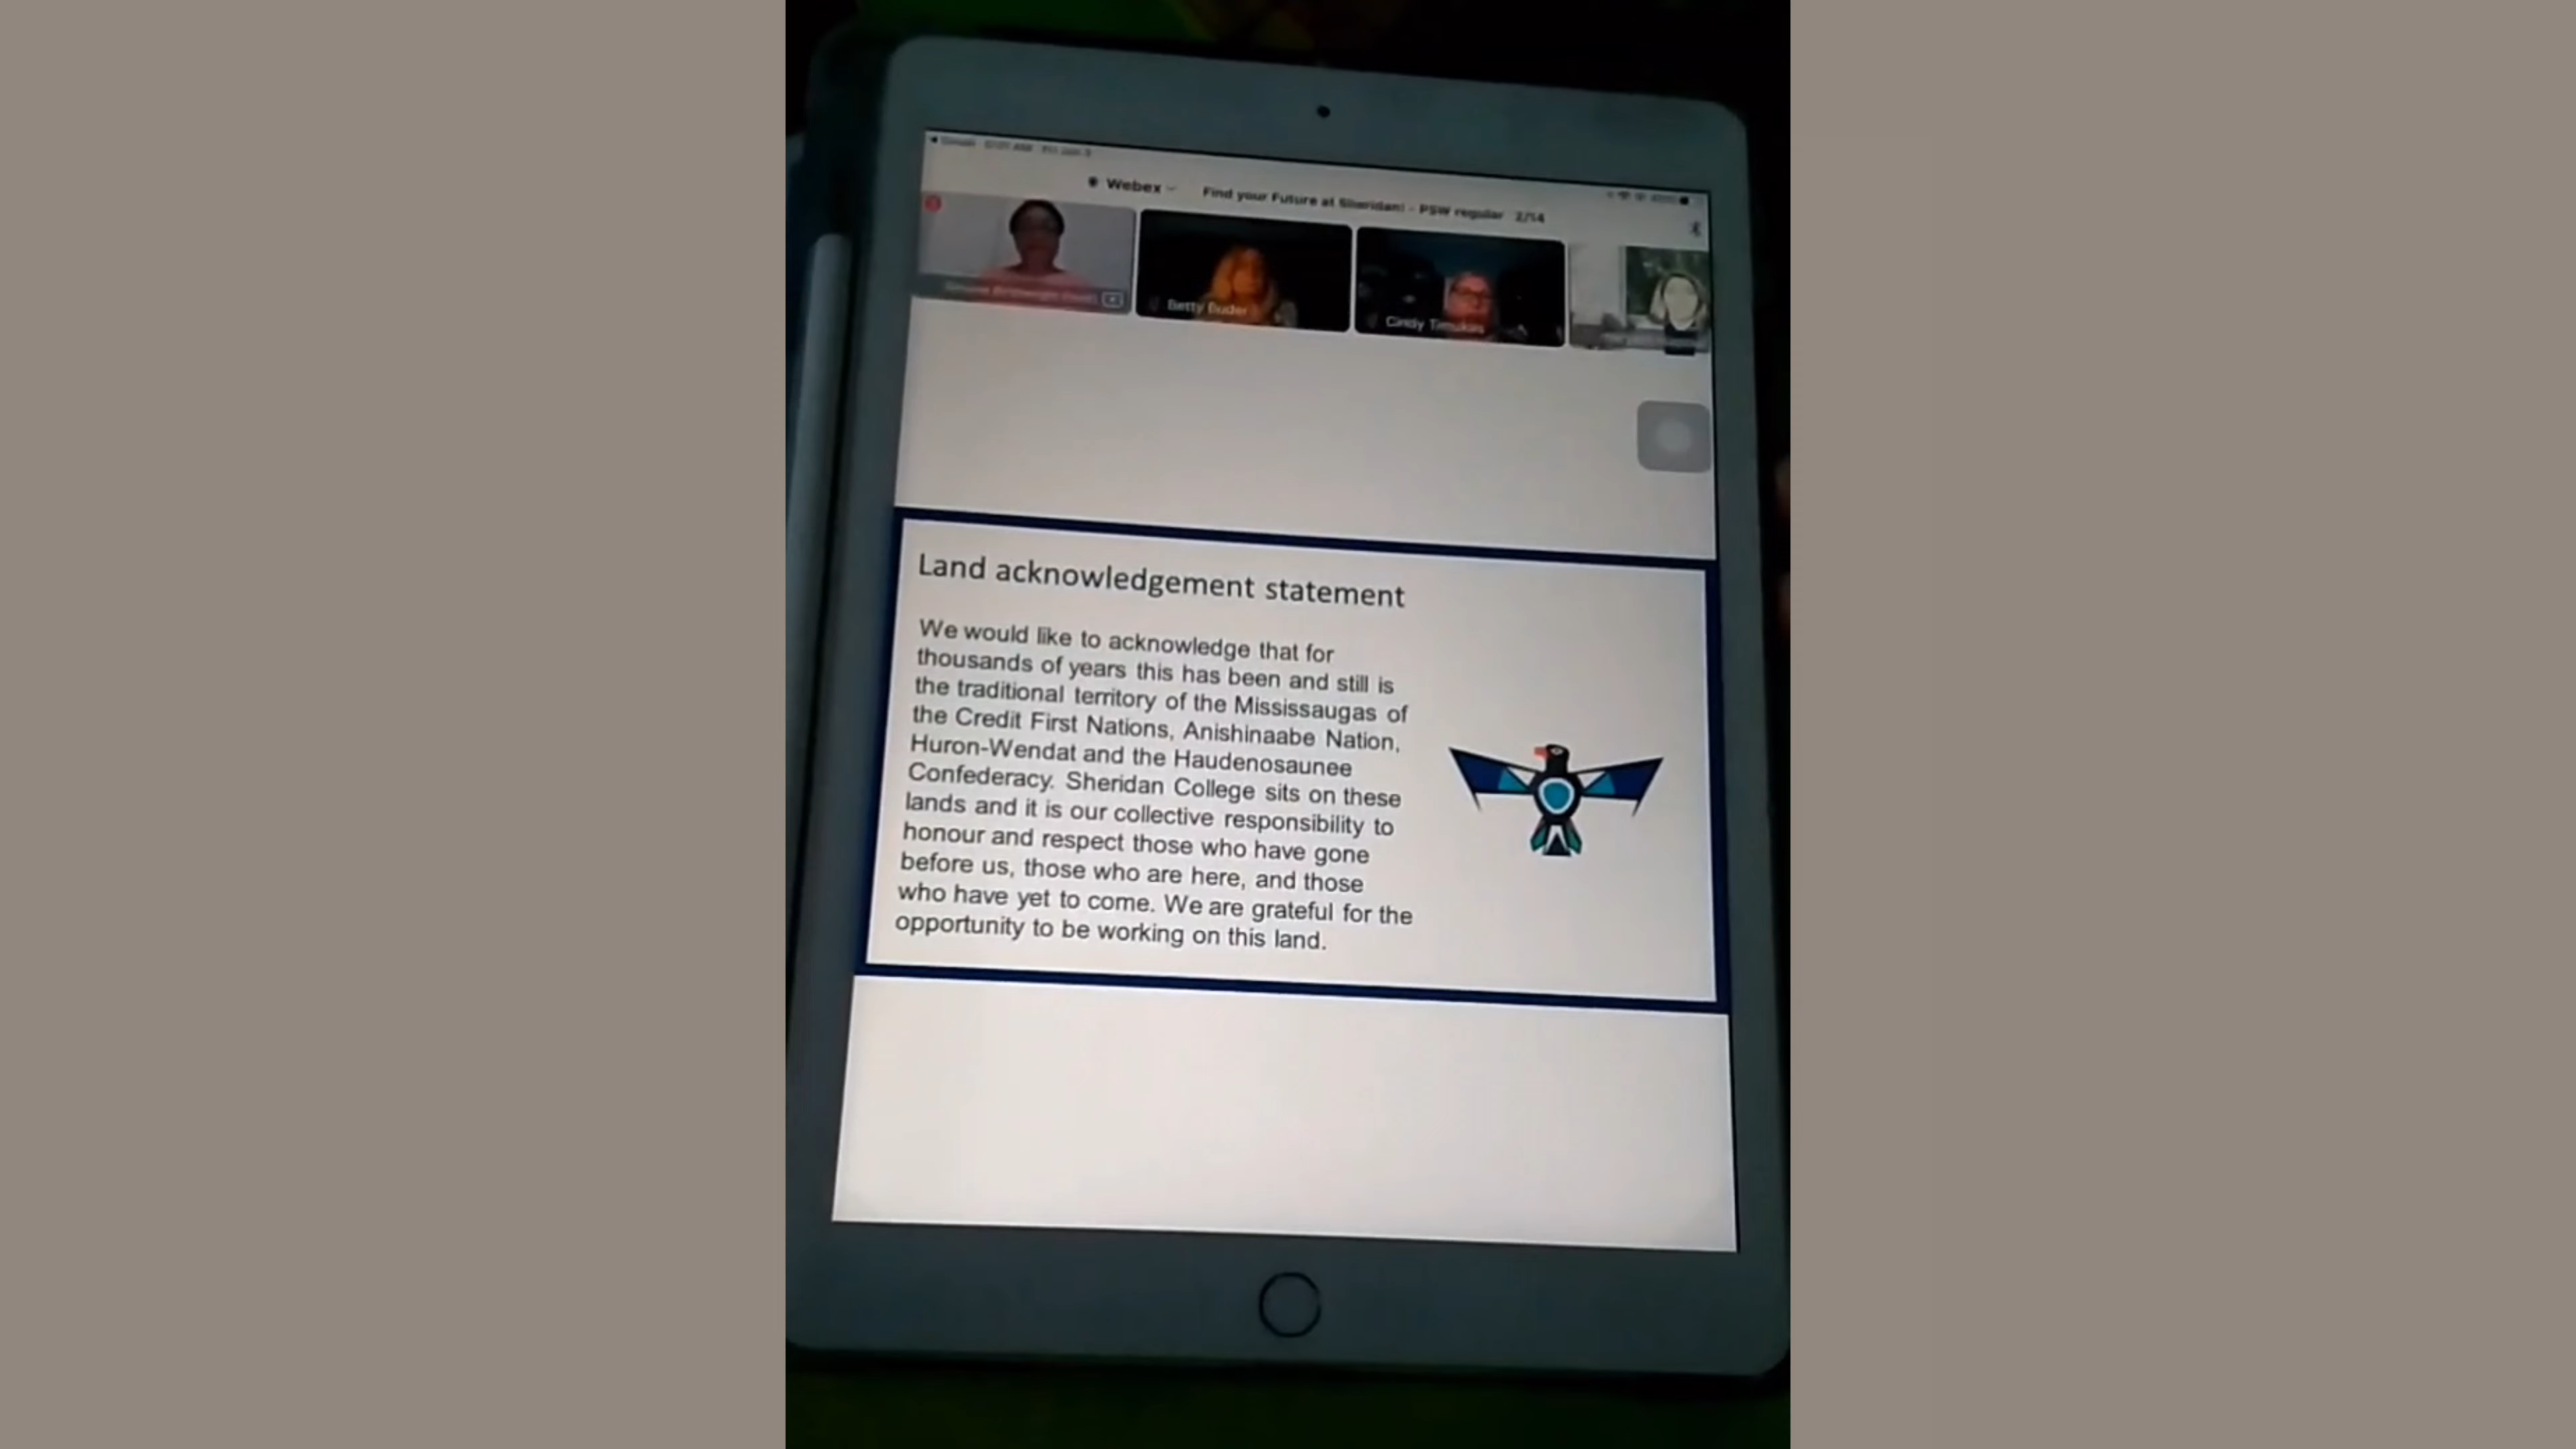 Webex
Find your Future at Sheridan! - PSW regular 2/14
Betty Buder
Cindy
Land acknowledgement statement
We would like to acknowledge that for
thousands of years this has been and still is
the traditional territory of the Mississaugas of
the Credit First Nations, Anishinaabe Nation,
Huron-Wendat and the Haudenosaunee
Confederacy. Sheridan College sits on these
lands and it is our collective responsibility to
honour and respect those who have gone
before us, those who are here, and those
who have yet to come. We are grateful for the
opportunity to be working on this land.